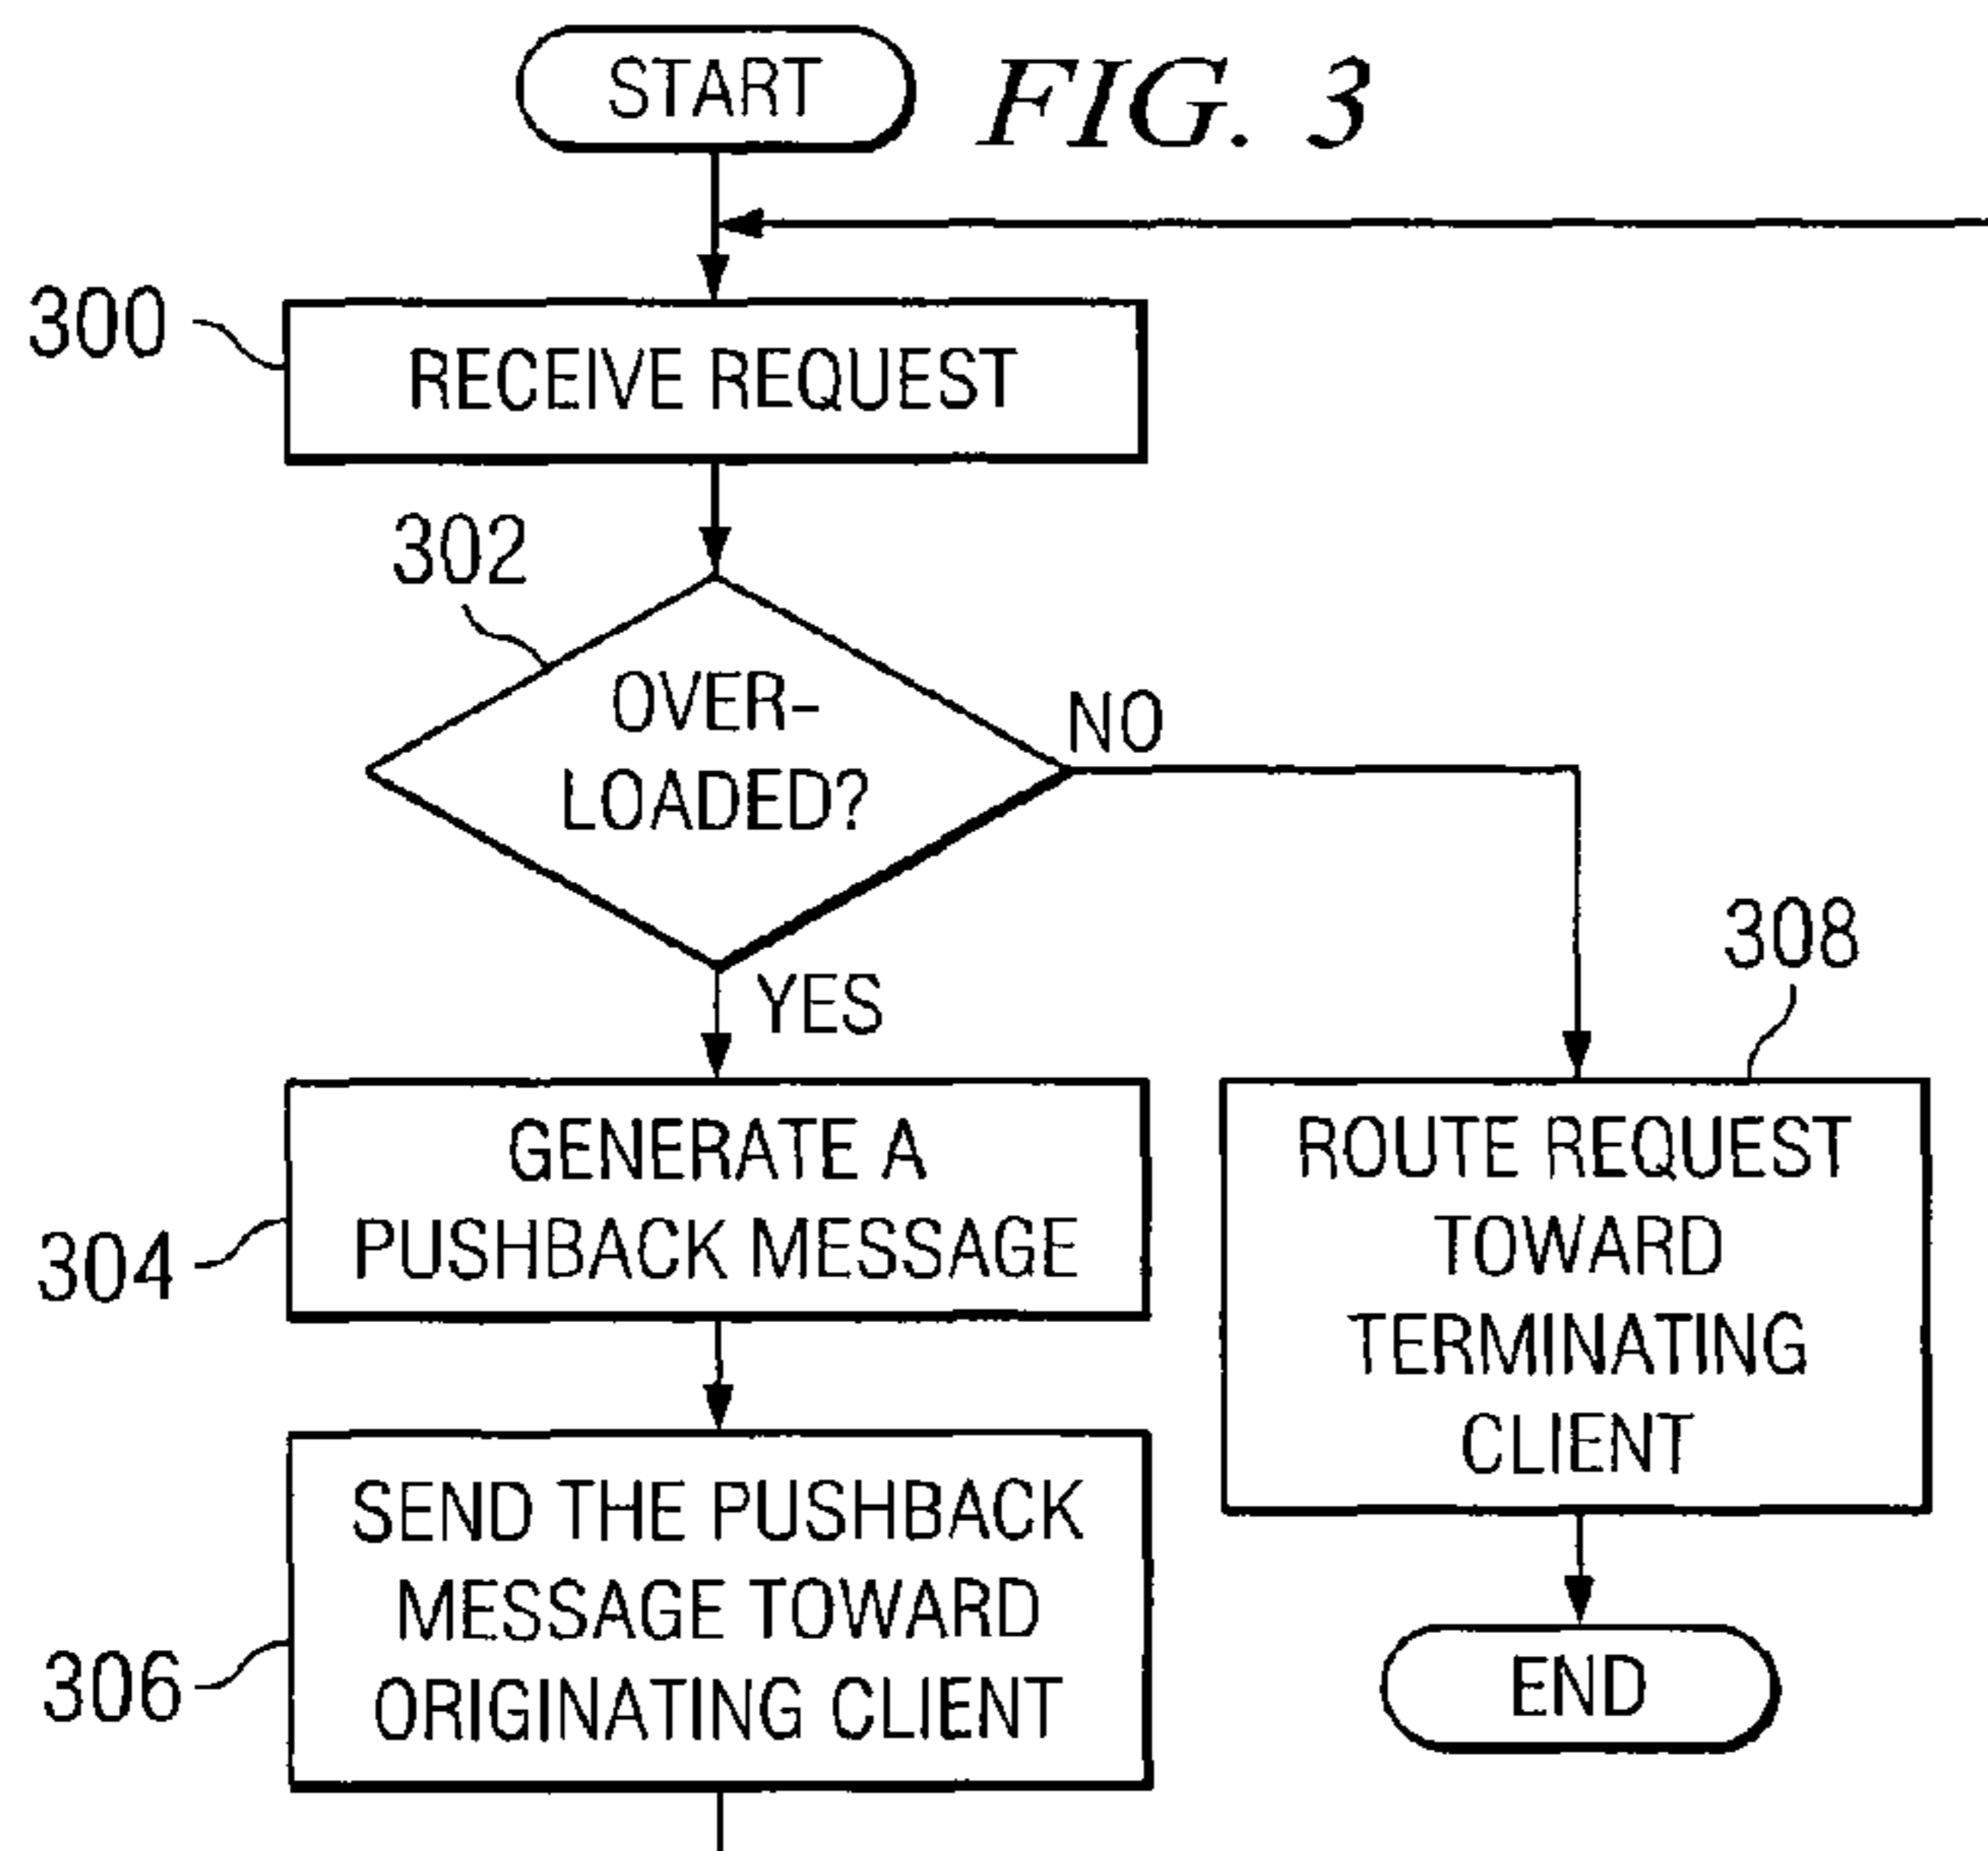 START
FIG. 3
300
RECEIVE REQUEST
302
OVER-
LOADED?
NO
YES
308
304
GENERATE A
PUSHBACK MESSAGE
ROUTE REQUEST
TOWARD
TERMINATING
CLIENT
306
SEND THE PUSHBACK
MESSAGE TOWARD
ORIGINATING CLIENT
END